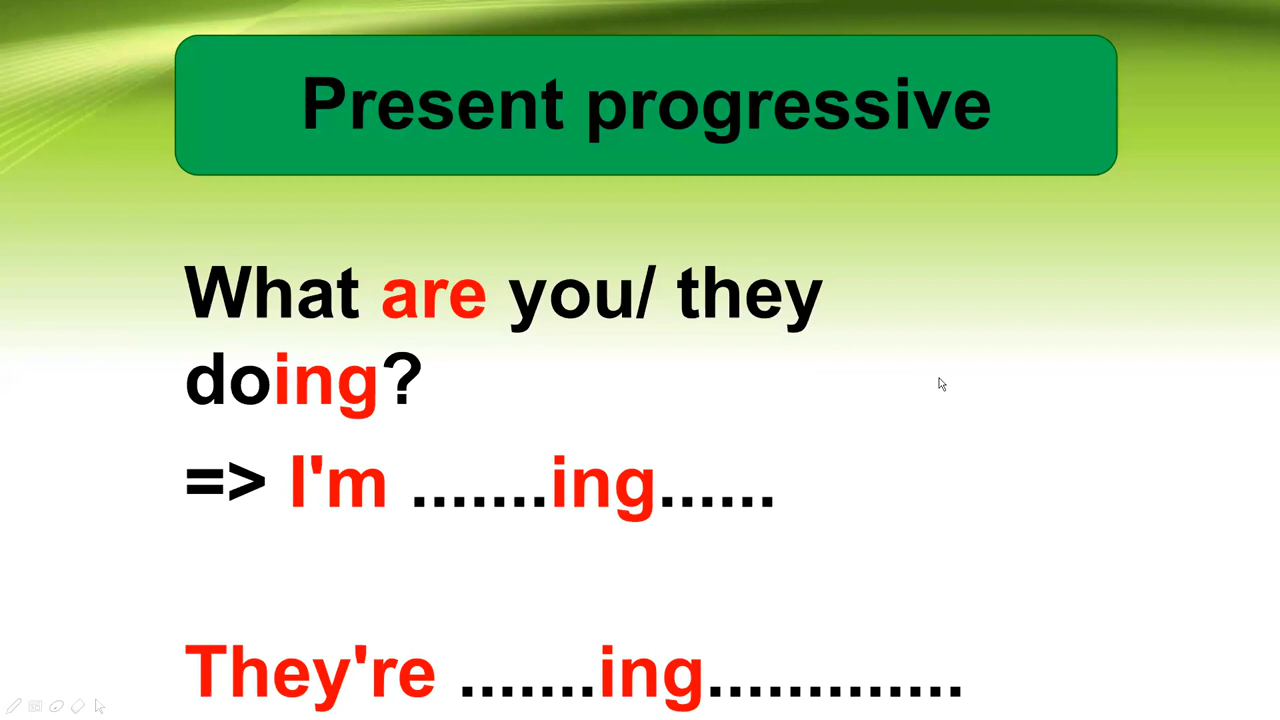 Present progressive
What are you/ they
doing?
=> I'm .......ing......
They're .......ing.............